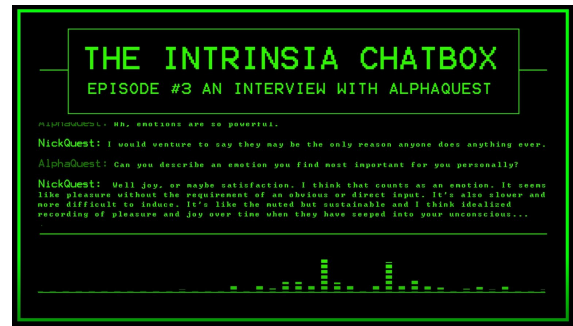 THE INTRINSIA CHATBOX
EPISODE #3 AN INTERVIEW WITH ALPHAQUEST
AlphaQuest: Ah, emotions are so powerful.
NickQuest: I would venture to say they may be the only reason anyone does anything ever.
AlphaQuest: Can you describe an emotion you find most important for you personally?
NickQuest: Well joy, or maybe satisfaction. I think that counts as an emotion. It seems
like pleasure without the requirement of an obvious or direct input. It's also slower and
more difficult to induce. It's like the muted but sustainable and I think idealized
recording of pleasure and joy over time when they have seeped into your unconscious...